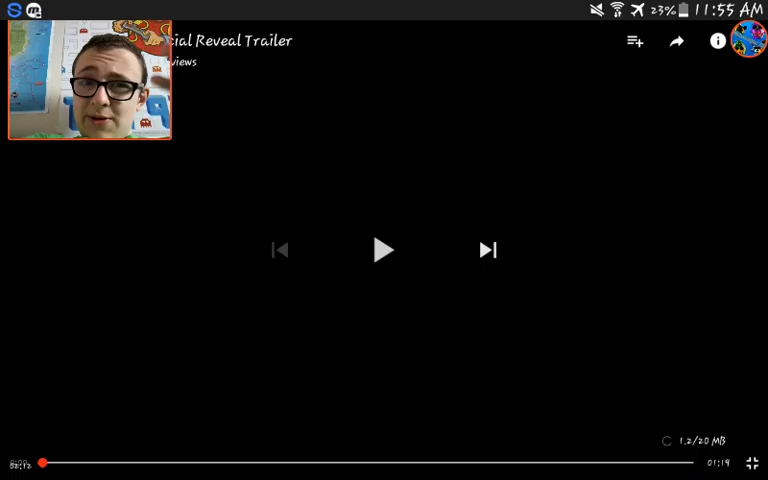 23% 11:55 AM
cial Reveal Trailer
views
1.2/20 MB
01:19